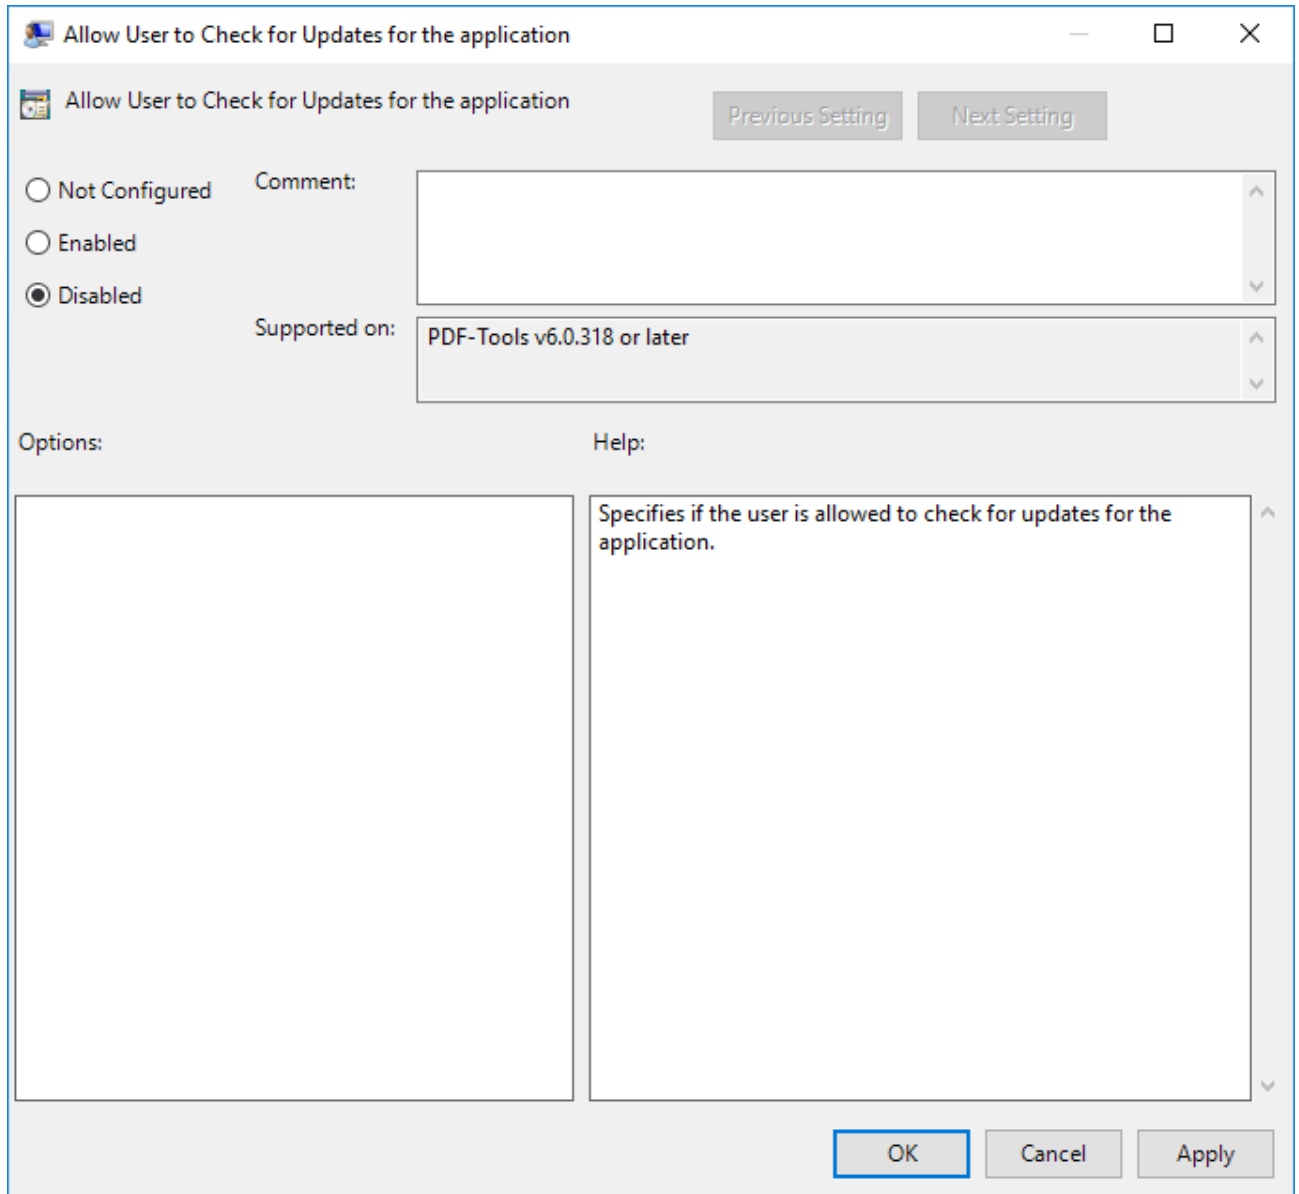 Allow User to Check for Updates for the application
Allow User to Check for Updates for the application
Previous Setting
Next Setting
Not Configured
Comment:
Enabled
Disabled
Supported on:
PDF-Tools v6.0.318 or later
Options:
Help:
Specifies if the user is allowed to check for updates for the
application.
OK
Cancel
Apply